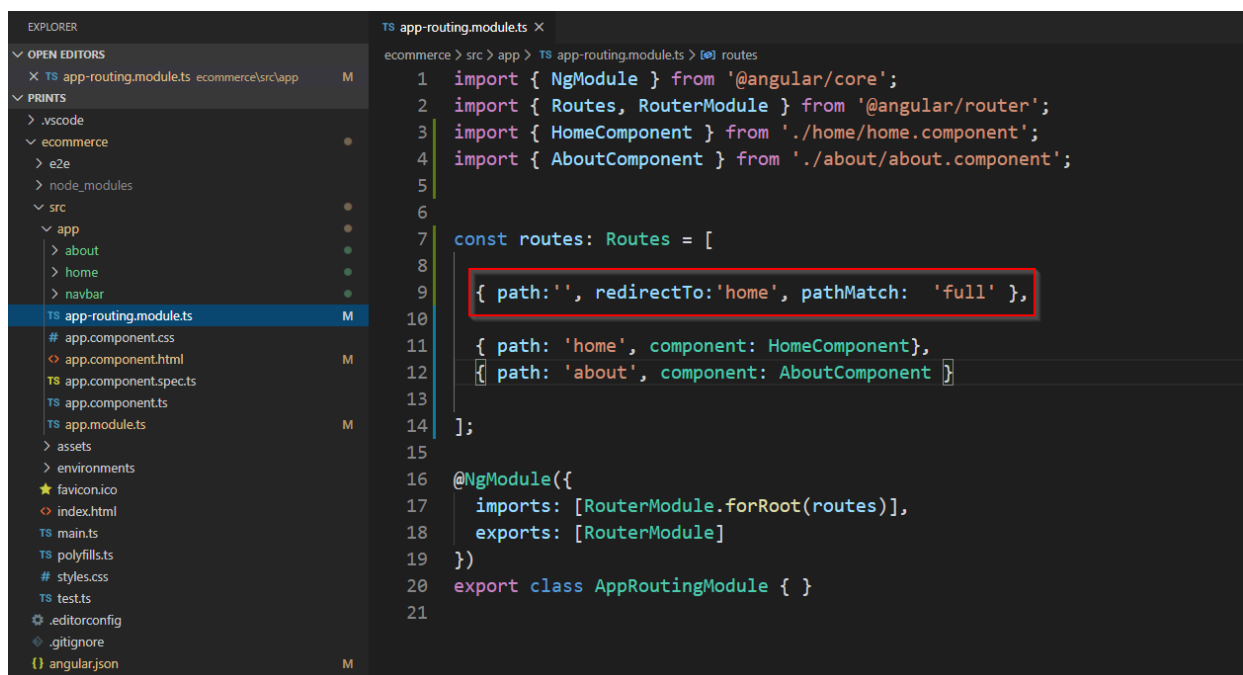 EXPLORER
OPEN EDITORS
TS app-routing.module.ts ecommerce\src\app M
PRINTS
.vscode
ecommerce
e2e
node_modules
src
app
about
home
navbar
TS app-routing.module.ts M
# app.component.css
<> app.component.html M
TS app.component.spec.ts
TS app.component.ts
TS app.module.ts M
assets
environments
favicon.ico
<> index.html
TS main.ts
TS polyfills.ts
# styles.css
TS test.ts
.editorconfig
.gitignore
{} angular.json M
TS app-routing.module.ts
ecommerce > src > app > TS app-routing.module.ts > routes
1 import { NgModule } from '@angular/core';
2 import { Routes, RouterModule } from '@angular/router';
3 import { HomeComponent } from './home/home.component';
4 import { AboutComponent } from './about/about.component';
5
6
7 const routes: Routes = [
8
9 { path:'', redirectTo:'home', pathMatch: 'full' },
10
11 { path: 'home', component: HomeComponent},
12 { path: 'about', component: AboutComponent }
13
14 ];
15
16 @NgModule({
17 imports: [RouterModule.forRoot(routes)],
18 exports: [RouterModule]
19 })
20 export class AppRoutingModule { }
21